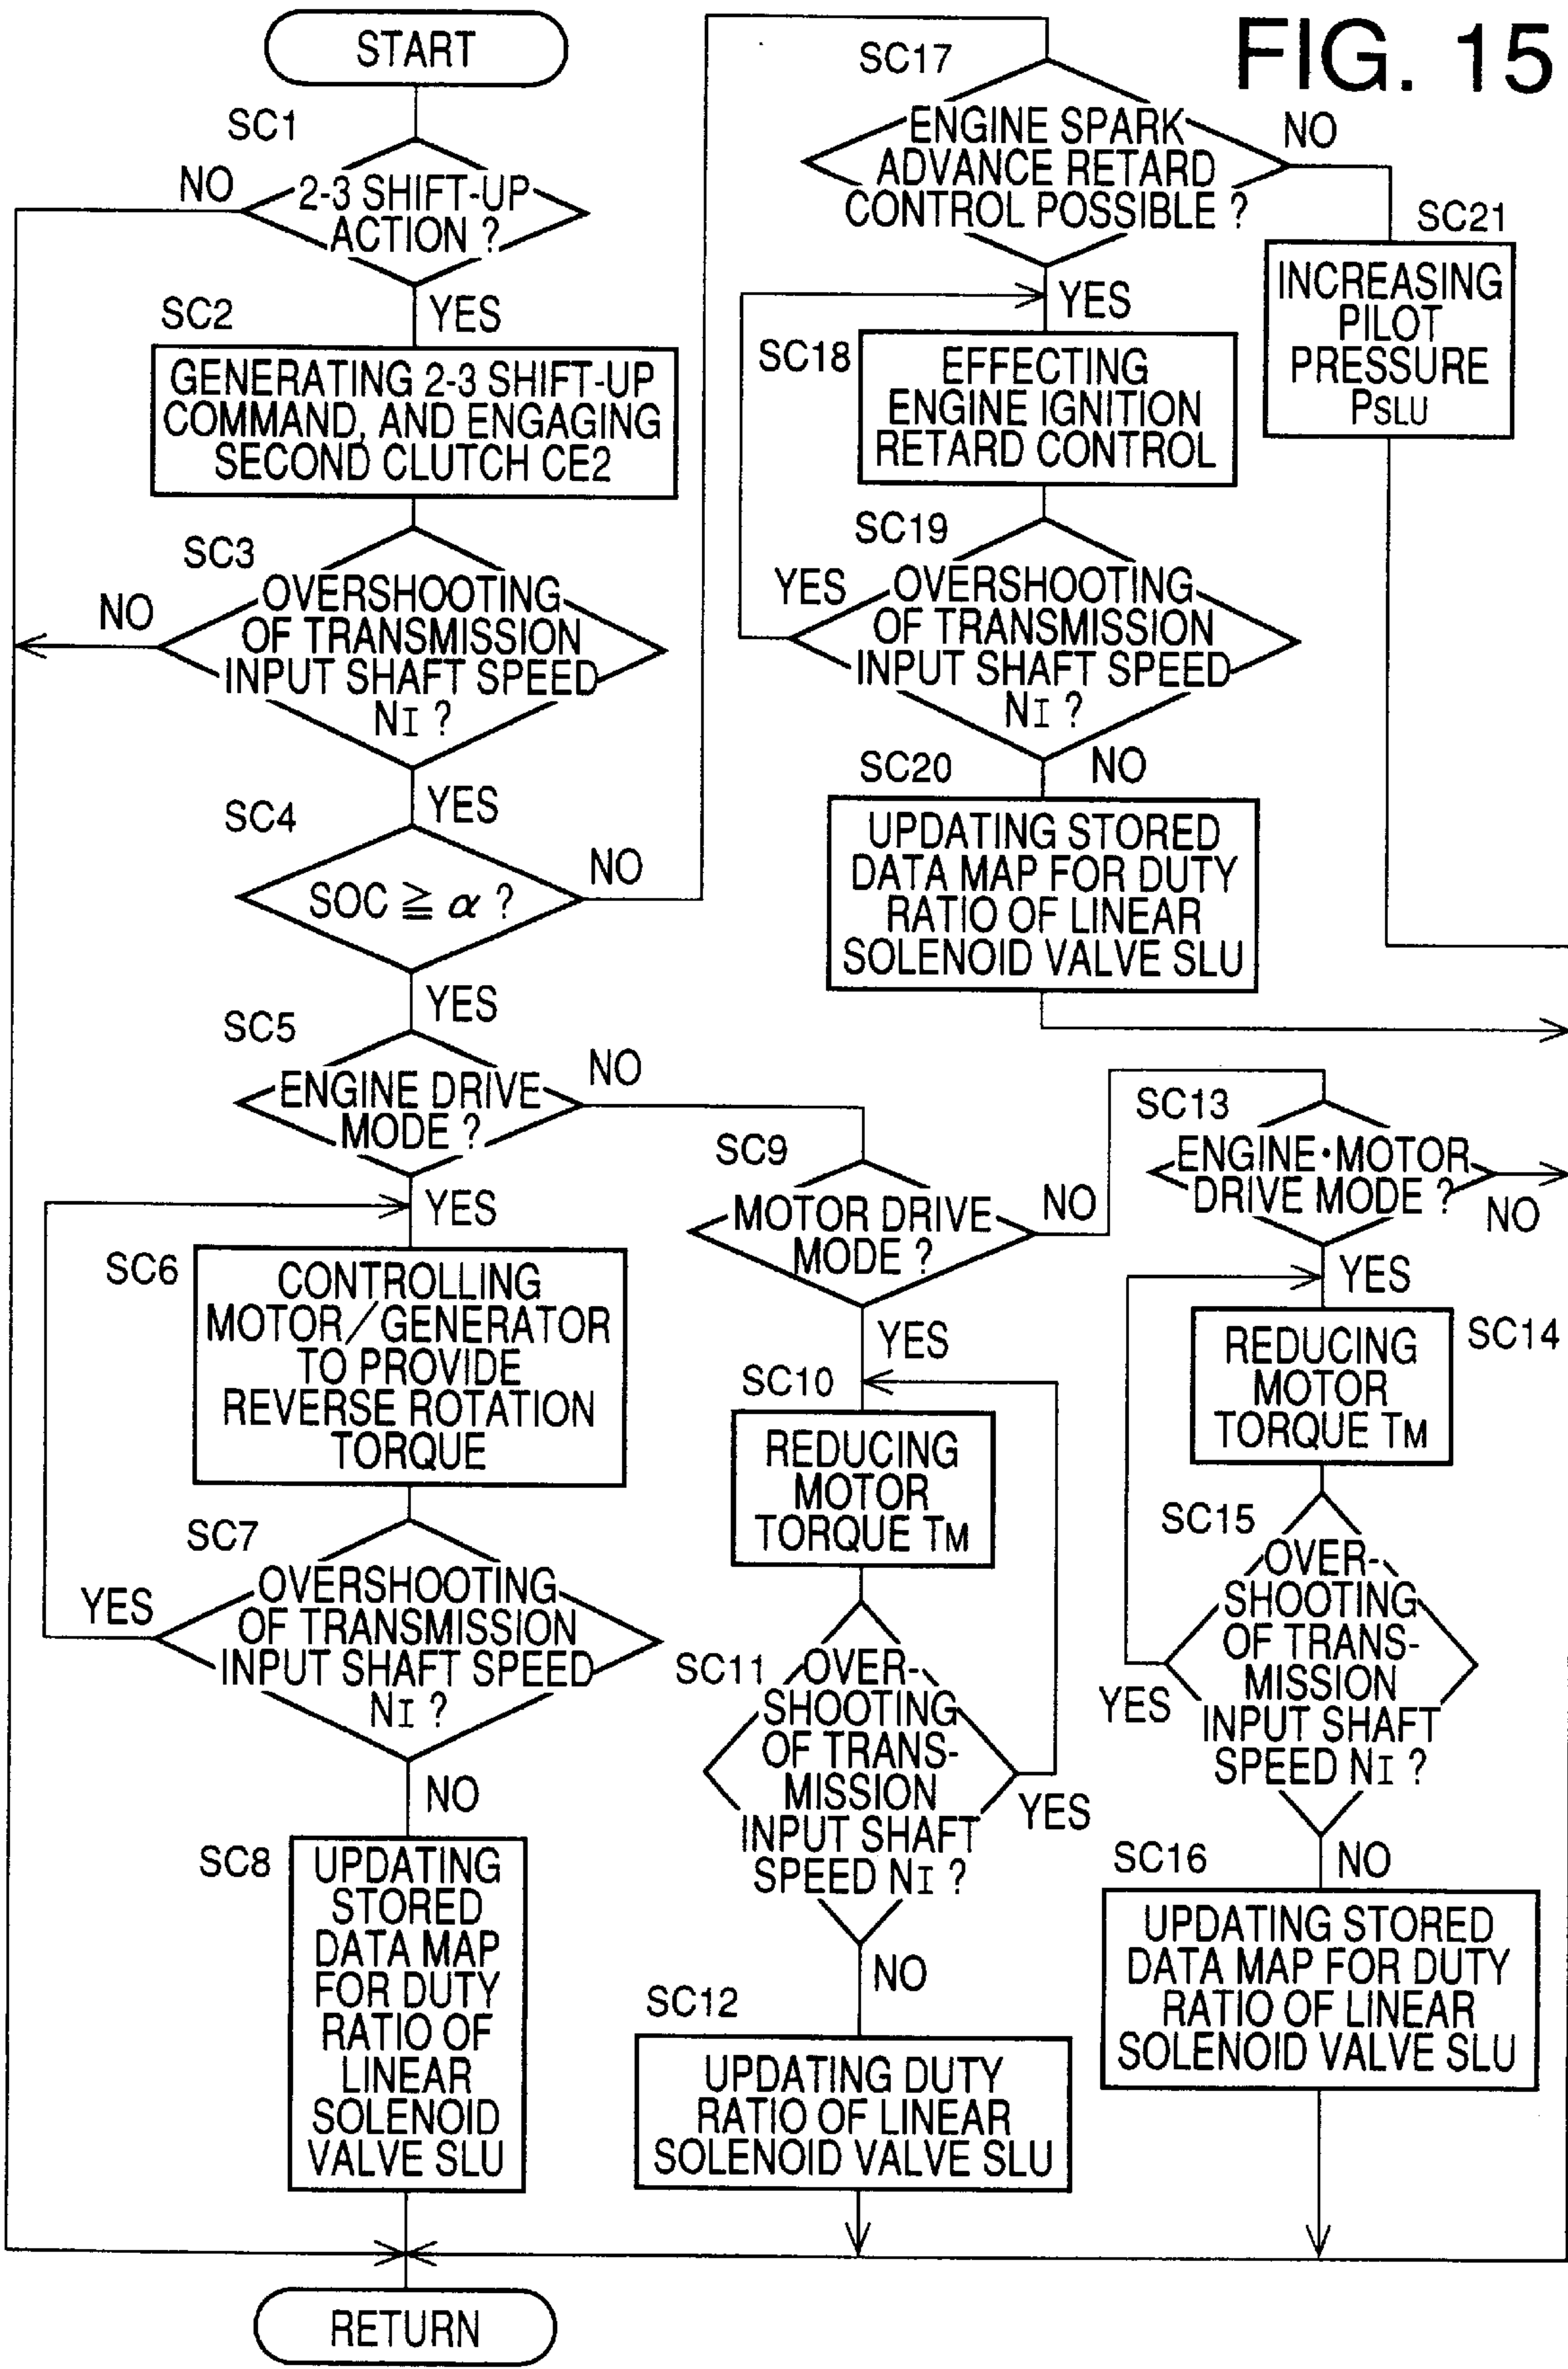 FIG. 15
START
SC1
2-3 SHIFT-UP
ACTION ?
NO
YES
SC2
GENERATING 2-3 SHIFT-UP
COMMAND, AND ENGAGING
SECOND CLUTCH CE2
SC3
OVERSHOOTING
OF TRANSMISSION
INPUT SHAFT SPEED
NI ?
NO
YES
SC4
SOC ≧ α ?
NO
YES
SC5
ENGINE DRIVE
MODE ?
NO
YES
SC6
CONTROLLING
MOTOR/GENERATOR
TO PROVIDE
REVERSE ROTATION
TORQUE
SC7
OVERSHOOTING
OF TRANSMISSION
INPUT SHAFT SPEED
NI ?
YES
NO
SC8
UPDATING
STORED
DATA MAP
FOR DUTY
RATIO OF
LINEAR
SOLENOID
VALVE SLU
RETURN
SC9
MOTOR DRIVE
MODE ?
NO
YES
SC10
REDUCING
MOTOR
TORQUE TM
SC11
OVER-
SHOOTING
OF TRANS-
MISSION
INPUT SHAFT
SPEED NI ?
YES
NO
SC12
UPDATING DUTY
RATIO OF LINEAR
SOLENOID VALVE SLU
SC13
ENGINE·MOTOR
DRIVE MODE ?
NO
YES
SC14
REDUCING
MOTOR
TORQUE TM
SC15
OVER-
SHOOTING
OF TRANS-
MISSION
INPUT SHAFT
SPEED NI ?
YES
NO
SC16
UPDATING STORED
DATA MAP FOR DUTY
RATIO OF LINEAR
SOLENOID VALVE SLU
SC17
ENGINE SPARK
ADVANCE RETARD
CONTROL POSSIBLE ?
NO
YES
SC18
EFFECTING
ENGINE IGNITION
RETARD CONTROL
SC19
OVERSHOOTING
OF TRANSMISSION
INPUT SHAFT SPEED
NI ?
YES
NO
SC20
UPDATING STORED
DATA MAP FOR DUTY
RATIO OF LINEAR
SOLENOID VALVE SLU
SC21
INCREASING
PILOT
PRESSURE
PSLU